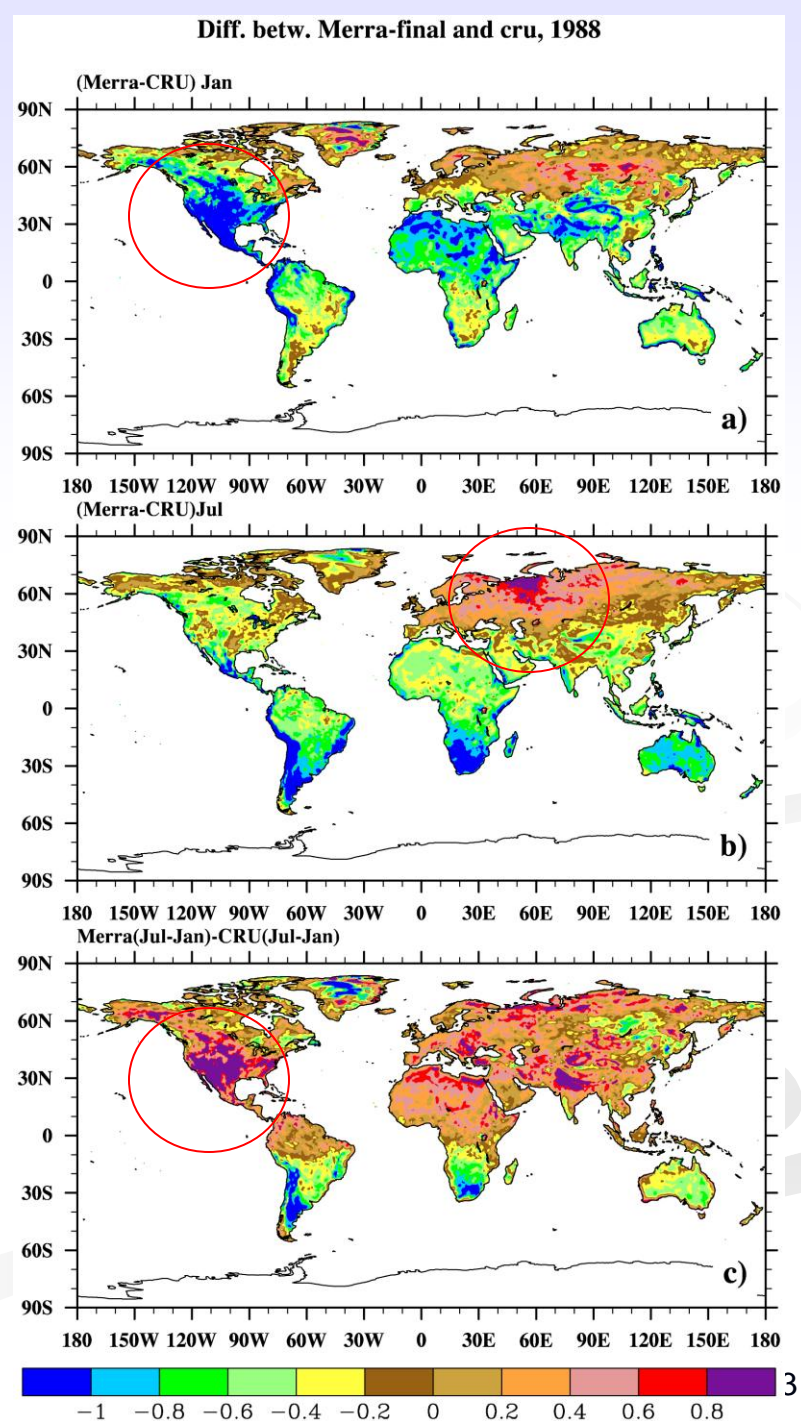 Diff. betw. Merra-final and cru, 1988
(Merra-CRU) Jan
90N
60N
30N
0
30S
60S
90S
a)
180 150W 120W 90W 60W 30W 0 30E 60E 90E 120E 150E 180
(Merra-CRU)Jul
90N
60N
30N
0
30S
60S
90S
b)
180 150W 120W 90W 60W 30W 0 30E 60E 90E 120E 150E 180
Merra(Jul-Jan)-CRU(Jul-Jan)
90N
60N
30N
0
30S
60S
90S
c)
180 150W 120W 90W 60W 30W 0 30E 60E 90E 120E 150E 180
3
−1 −0.8 −0.6 −0.4 −0.2 0 0.2 0.4 0.6 0.8